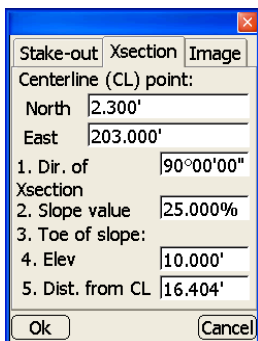 Stake-out Xsection Image
Centerline (CL) point:
North 2.300'
East 203.000'
1. Dir. of 90°00'00"
Xsection
2. Slope value 25.000%
3. Toe of slope:
4. Elev 10.000'
5. Dist. from CL 16.404'
Ok Cancel